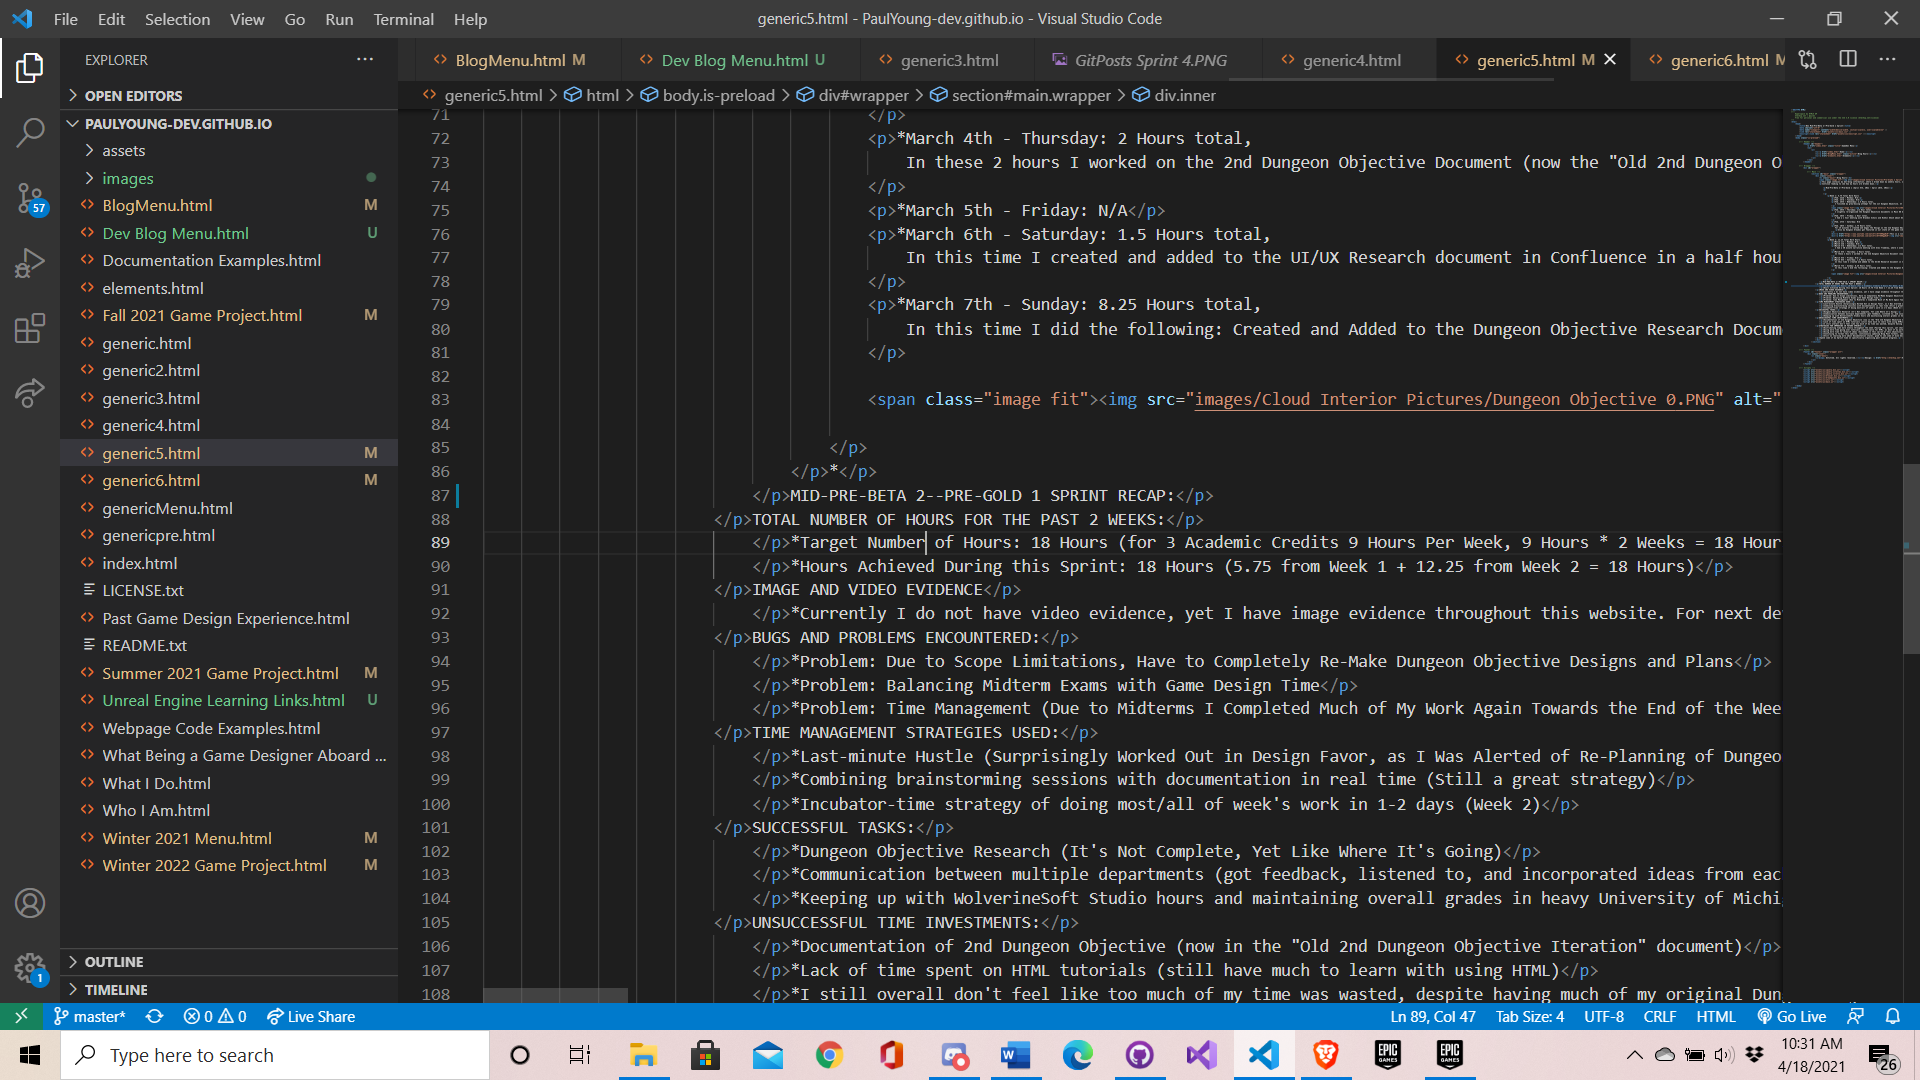 File Edit Selection View Go Run Terminal Help
generic5.html - PaulYoung-dev.github.io - Visual Studio Code
EXPLORER
OPEN EDITORS
PAULYOUNG-DEV.GITHUB.IO
assets
images
BlogMenu.html M
Dev Blog Menu.html U
Documentation Examples.html
elements.html
Fall 2021 Game Project.html M
generic.html
generic2.html
generic3.html
generic4.html
generic5.html M
generic6.html M
genericMenu.html
genericpre.html
index.html
LICENSE.txt
Past Game Design Experience.html
README.txt
Summer 2021 Game Project.html M
Unreal Engine Learning Links.html U
Webpage Code Examples.html
What Being a Game Designer Aboard ...
What I Do.html
Who I Am.html
Winter 2021 Menu.html M
Winter 2022 Game Project.html M
OUTLINE
TIMELINE
57
1
BlogMenu.html M
Dev Blog Menu.html U
generic3.html
GitPosts Sprint 4.PNG
generic4.html
generic5.html M
generic6.html M
generic5.html > html > body.is-preload > div#wrapper > section#main.wrapper > div.inner
71 </p>
72 <p>*March 4th - Thursday: 2 Hours total,
73 In these 2 hours I worked on the 2nd Dungeon Objective Document (now the "Old 2nd Dungeon O
74 </p>
75 <p>*March 5th - Friday: N/A</p>
76 <p>*March 6th - Saturday: 1.5 Hours total,
77 In this time I created and added to the UI/UX Research document in Confluence in a half hou
78 </p>
79 <p>*March 7th - Sunday: 8.25 Hours total,
80 In this time I did the following: Created and Added to the Dungeon Objective Research Docum
81 </p>
82
83 <span class="image fit"><img src="images/Cloud Interior Pictures/Dungeon Objective 0.PNG" alt="
84
85 </p>
86 </p>*</p>
87 </p>MID-PRE-BETA 2--PRE-GOLD 1 SPRINT RECAP:</p>
88 </p>TOTAL NUMBER OF HOURS FOR THE PAST 2 WEEKS:</p>
89 </p>*Target Number of Hours: 18 Hours (for 3 Academic Credits 9 Hours Per Week, 9 Hours * 2 Weeks = 18 Hour
90 </p>*Hours Achieved During this Sprint: 18 Hours (5.75 from Week 1 + 12.25 from Week 2 = 18 Hours)</p>
91 </p>IMAGE AND VIDEO EVIDENCE</p>
92 </p>*Currently I do not have video evidence, yet I have image evidence throughout this website. For next de
93 </p>BUGS AND PROBLEMS ENCOUNTERED:</p>
94 </p>*Problem: Due to Scope Limitations, Have to Completely Re-Make Dungeon Objective Designs and Plans</p>
95 </p>*Problem: Balancing Midterm Exams with Game Design Time</p>
96 </p>*Problem: Time Management (Due to Midterms I Completed Much of My Work Again Towards the End of the Wee
97 </p>TIME MANAGEMENT STRATEGIES USED:</p>
98 </p>*Last-minute Hustle (Surprisingly Worked Out in Design Favor, as I Was Alerted of Re-Planning of Dungeo
99 </p>*Combining brainstorming sessions with documentation in real time (Still a great strategy)</p>
100 </p>*Incubator-time strategy of doing most/all of week's work in 1-2 days (Week 2)</p>
101 </p>SUCCESSFUL TASKS:</p>
102 </p>*Dungeon Objective Research (It's Not Complete, Yet Like Where It's Going)</p>
103 </p>*Communication between multiple departments (got feedback, listened to, and incorporated ideas from eac
104 </p>*Keeping up with WolverineSoft Studio hours and maintaining overall grades in heavy University of Michi
105 </p>UNSUCCESSFUL TIME INVESTMENTS:</p>
106 </p>*Documentation of 2nd Dungeon Objective (now in the "Old 2nd Dungeon Objective Iteration" document)</p>
107 </p>*Lack of time spent on HTML tutorials (still have much to learn with using HTML)</p>
108 </p>*I still overall don't feel like too much of my time was wasted, despite having much of my original Dun
master* 0 0 Live Share
Ln 89, Col 47 Tab Size: 4 UTF-8 CRLF HTML Go Live
Type here to search
EPIC GAMES
EPIC GAMES
10:31 AM
4/18/2021
26